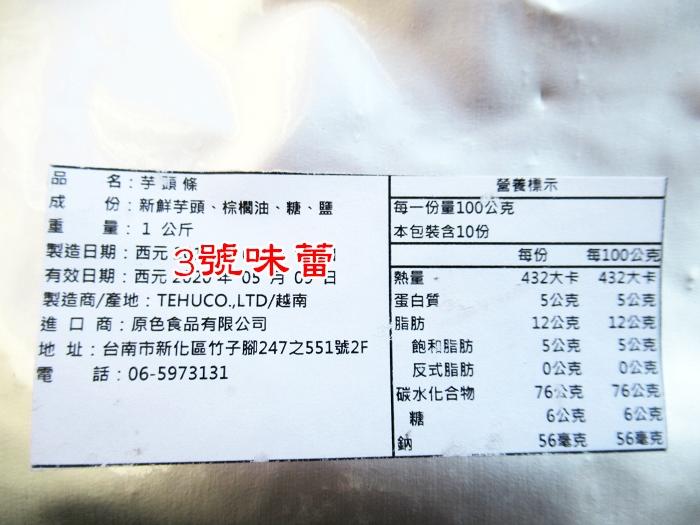 品 名：芋頭條
成 份：新鮮芋頭、棕櫚油、糖、鹽
重 量：1 公斤
製造日期：西元
有效日期：西元 2020 年 05 月
製造商/產地：TEHUCO.,LTD/越南
進 口 商：原色食品有限公司
地 址：台南市新化區竹子腳247之551號2F
電 話：06-5973131
3號味蕾
營養標示
每一份量100公克
本包裝含10份
每份 每100公克
熱量 432大卡 432大卡
蛋白質 5公克 5公克
脂肪 12公克 12公克
飽和脂肪 5公克 5公克
反式脂肪 0公克 0公克
碳水化合物 76公克 76公克
糖 6公克 6公克
鈉 56毫克 56毫克